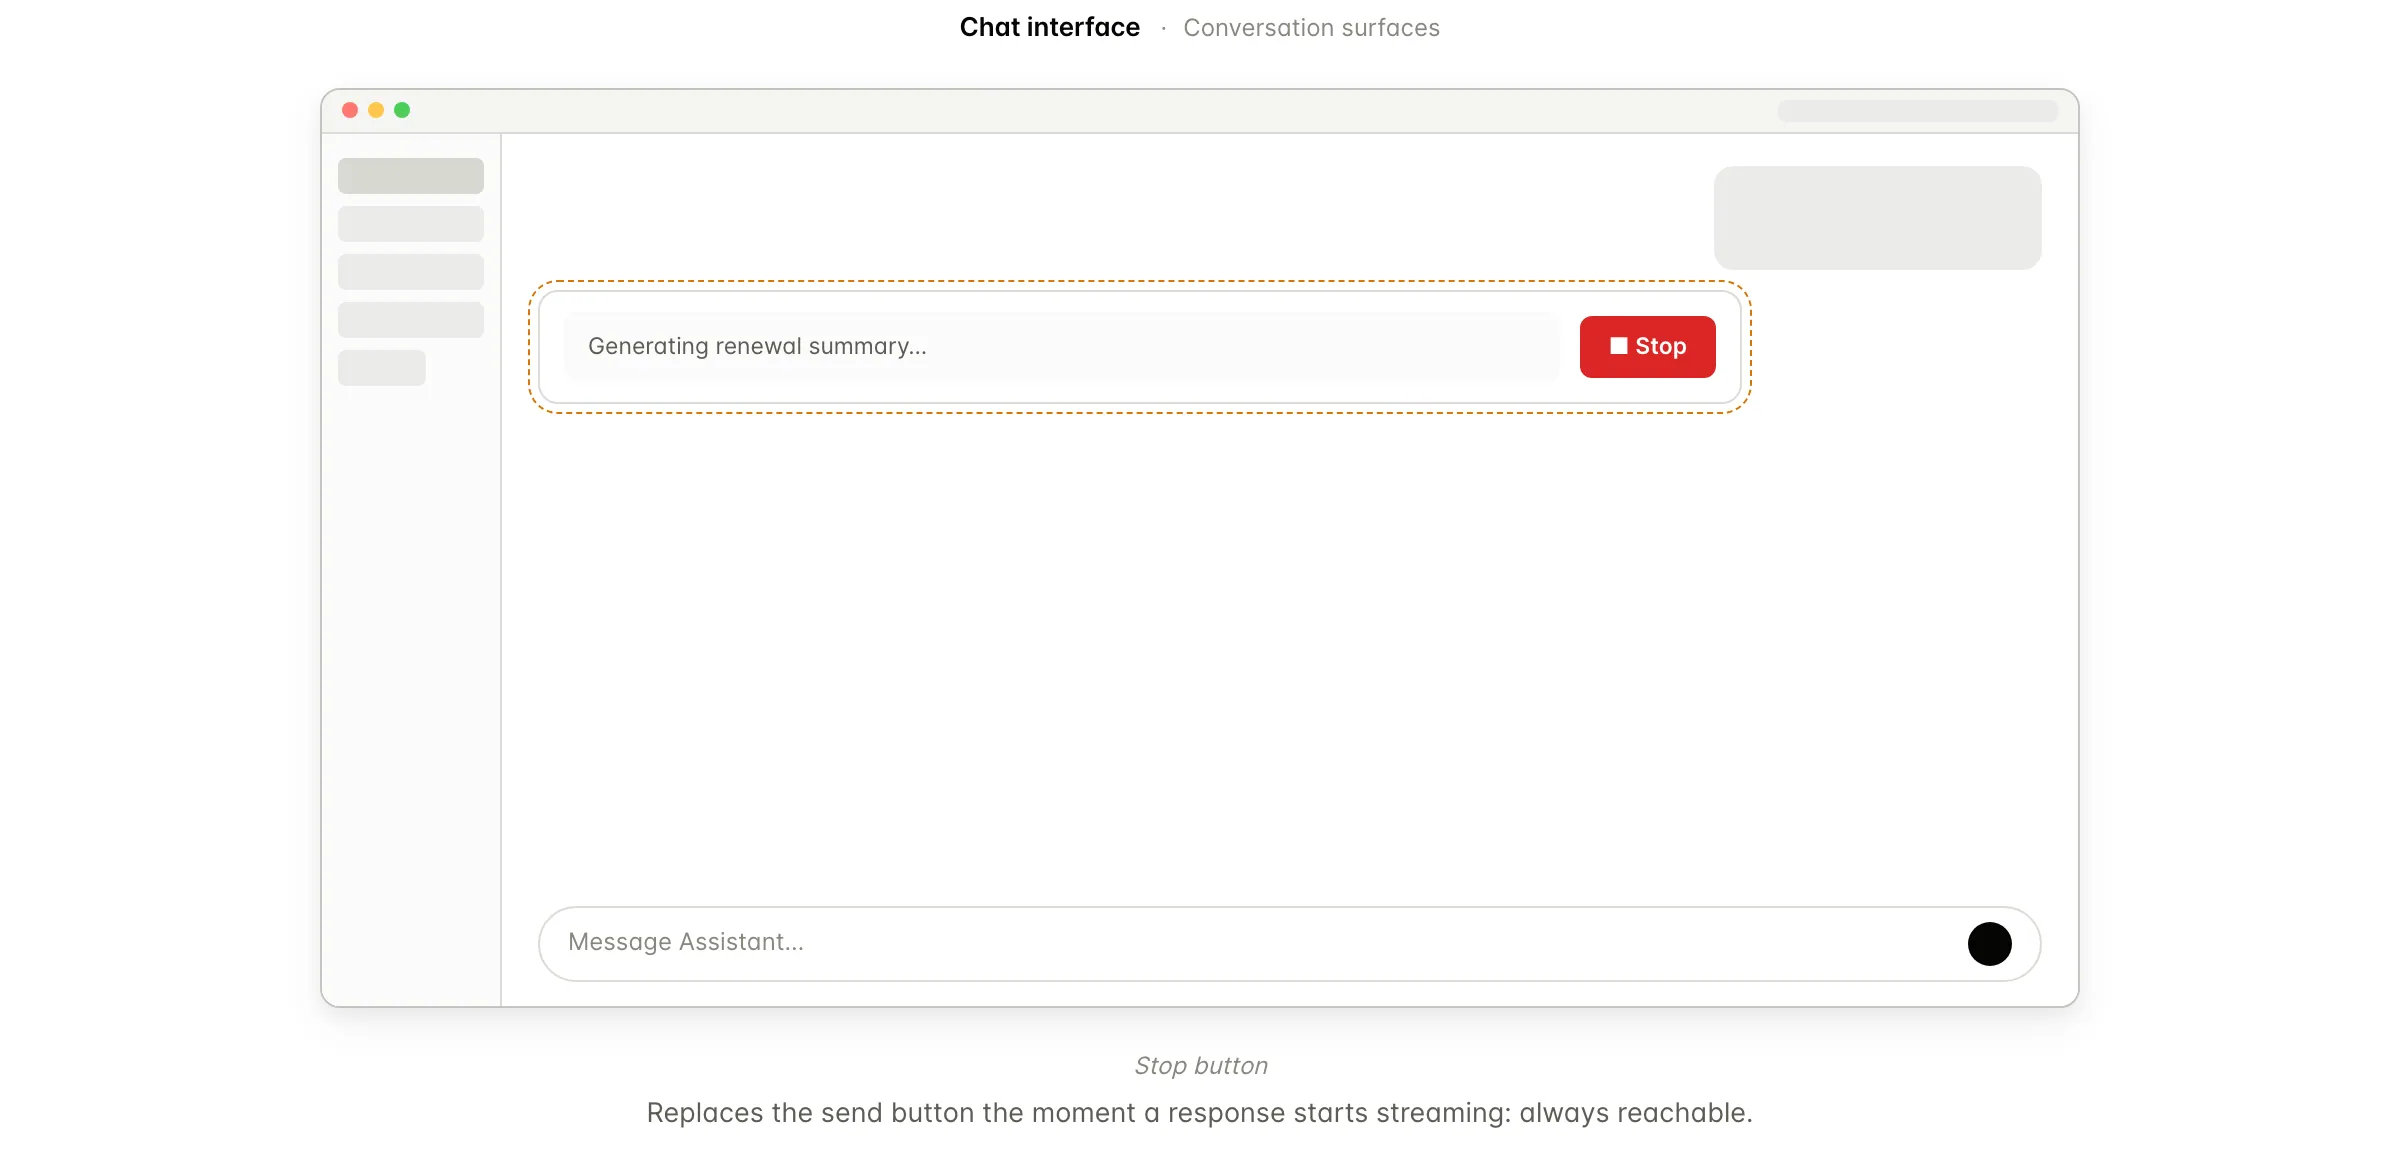 Chat interface · Conversation surfaces
Generating renewal summary...
Stop
Message Assistant...
Stop button
Replaces the send button the moment a response starts streaming: always reachable.